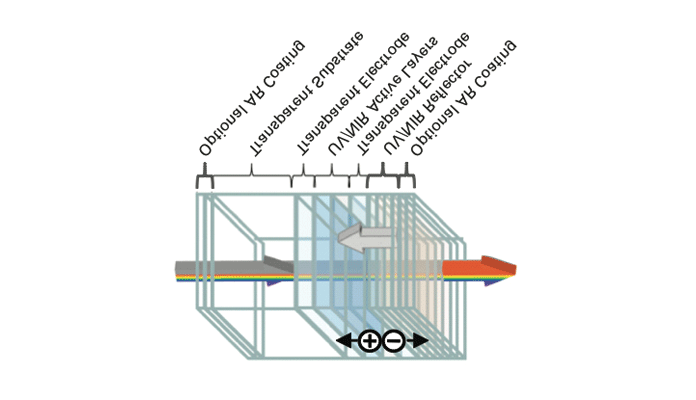 Optional AR Coating
Transparent Substrate
Transparent Electrode
UV/NIR Active Layers
Transparent Electrode
UV/NIR Reflector
Optional AR Coating